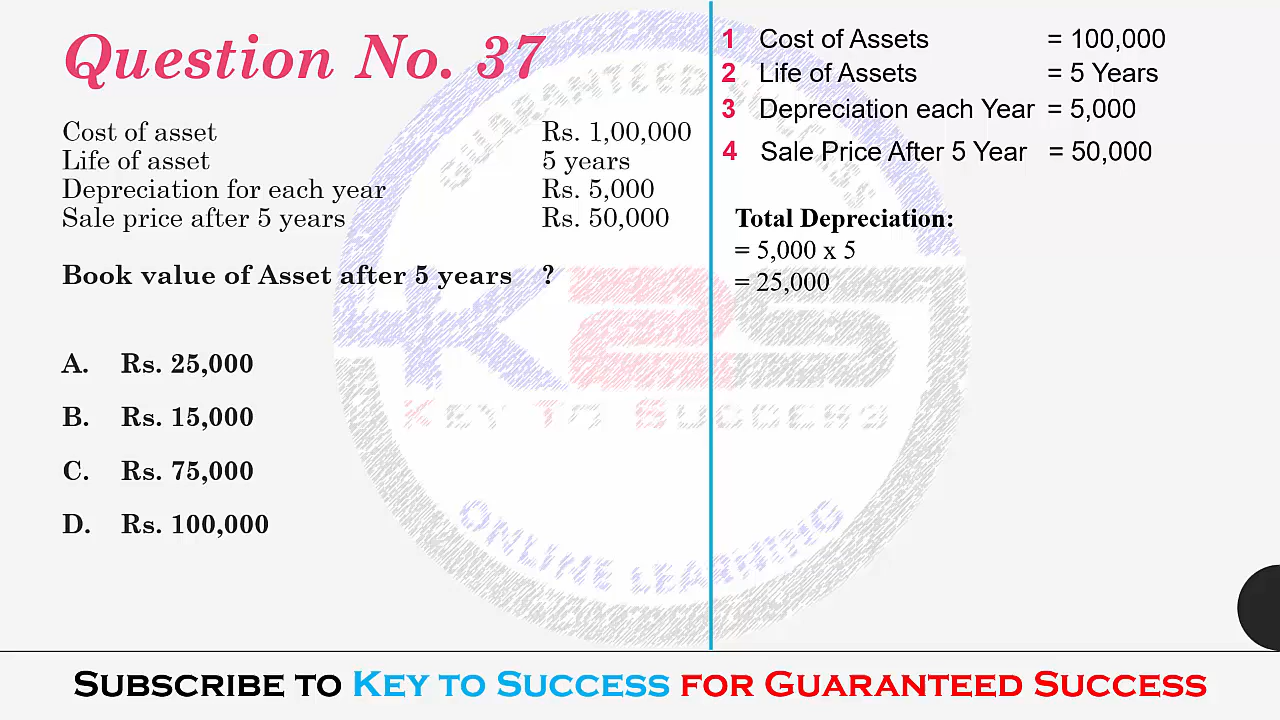 Question No. 37
Cost of asset Rs. 1,00,000
Life of asset 5 years
Depreciation for each year Rs. 5,000
Sale price after 5 years Rs. 50,000
Book value of Asset after 5 years ?
A. Rs. 25,000
B. Rs. 15,000
C. Rs. 75,000
D. Rs. 100,000
1 Cost of Assets = 100,000
2 Life of Assets = 5 Years
3 Depreciation each Year = 5,000
4 Sale Price After 5 Year = 50,000
Total Depreciation:
= 5,000 x 5
= 25,000
GUARANTEED SUCCESS
K2S
Key To Success
ONLINE LEARNING
Subscribe to Key to Success for Guaranteed Success